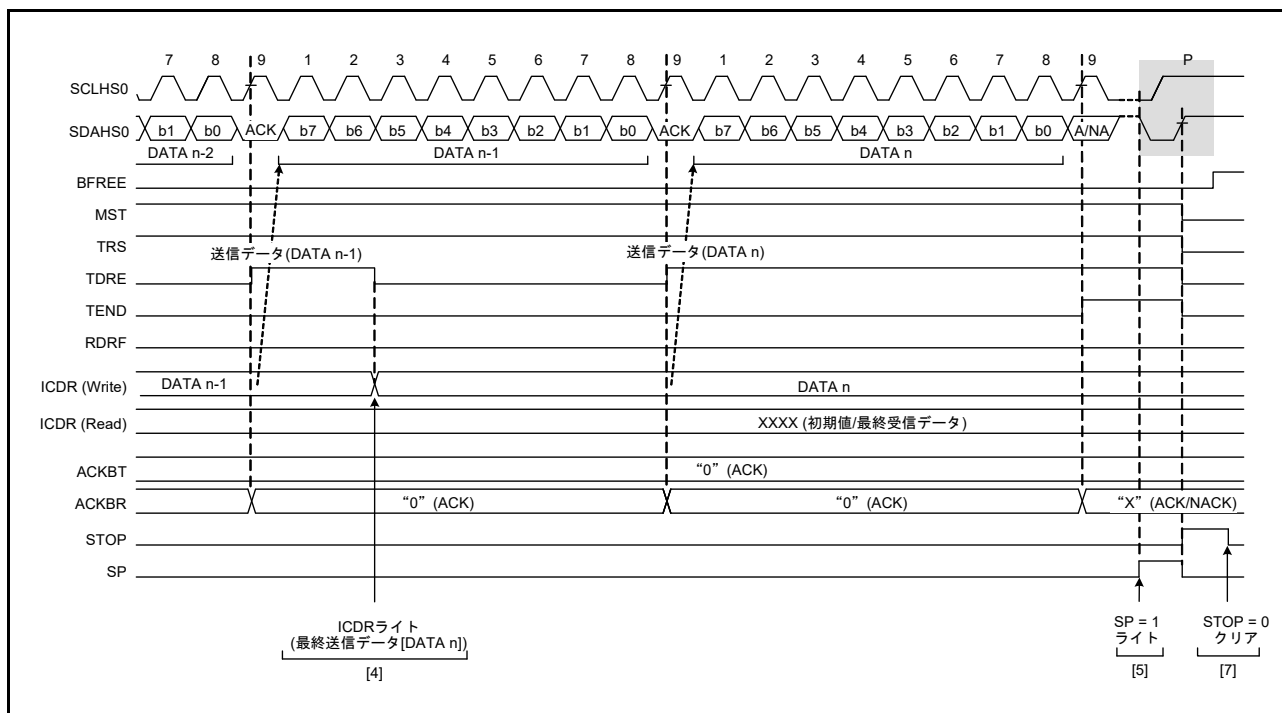 7 8 9 1 2 3 4 5 6 7 8 9 1 2 3 4 5 6 7 8 9 P
SCLHS0
SDAHS0 b1 b0 ACK b7 b6 b5 b4 b3 b2 b1 b0 ACK b7 b6 b5 b4 b3 b2 b1 b0 A/NA
DATA n-2 DATA n-1 DATA n
BFREE
MST
TRS
送信データ(DATA n-1) 送信データ(DATA n)
TDRE
TEND
RDRF
ICDR (Write) DATA n-1 DATA n
ICDR (Read) XXXX (初期値/最終受信データ)
ACKBT “0” (ACK)
ACKBR “0” (ACK) “0” (ACK) “X” (ACK/NACK)
STOP
SP
ICDRライト
(最終送信データ[DATA n])
[4]
SP = 1
ライト
[5]
STOP = 0
クリア
[7]